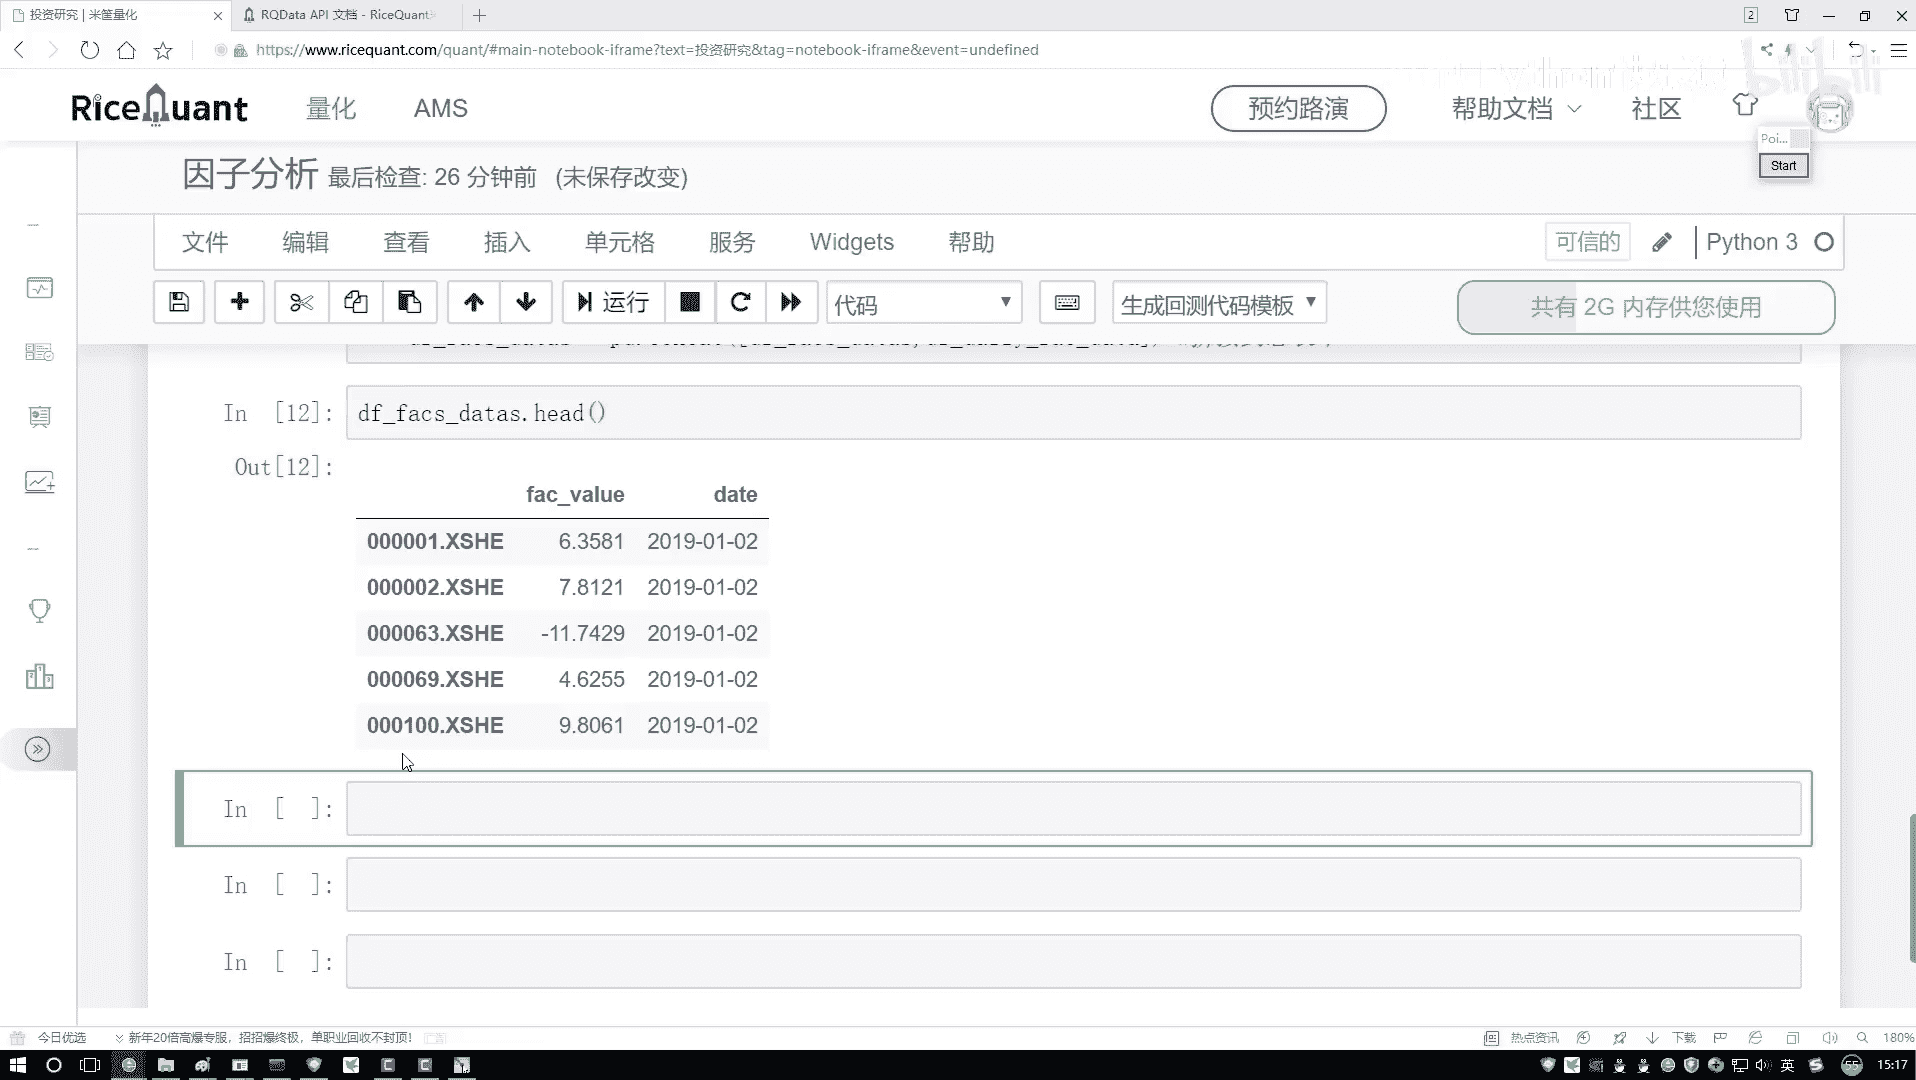 投资研究 | 米筐量化
RQData API 文档 - RiceQuant
2
https://www.ricequant.com/quant/#main-notebook-iframe?text=投资研究&tag=notebook-iframe&event=undefined
RiceQuant 量化 AMS 预约路演 帮助文档 社区
bilibili
Poi...
Start
因子分析 最后检查: 26 分钟前 (未保存改变)
文件 编辑 查看 插入 单元格 服务 Widgets 帮助 可信的 Python 3
运行 代码 生成回测代码模板 共有 2G 内存供您使用
In [12]: df_facs_datas.head()
Out[12]:
fac_value date
000001.XSHE 6.3581 2019-01-02
000002.XSHE 7.8121 2019-01-02
000063.XSHE -11.7429 2019-01-02
000069.XSHE 4.6255 2019-01-02
000100.XSHE 9.8061 2019-01-02
In [ ]:
In [ ]:
In [ ]:
今日优选 新年20倍高爆专服，招招爆终极，单职业回收不封顶! 热点资讯 下载 180%
英 55 15:17